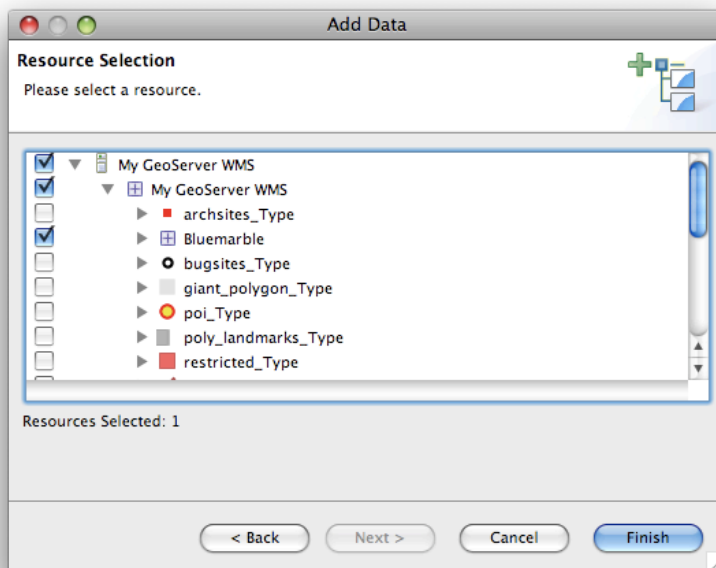 Add Data
Resource Selection
Please select a resource.
My GeoServer WMS
My GeoServer WMS
archsites_Type
Bluemarble
bugsites_Type
giant_polygon_Type
poi_Type
poly_landmarks_Type
restricted_Type
Resources Selected: 1
< Back Next > Cancel Finish